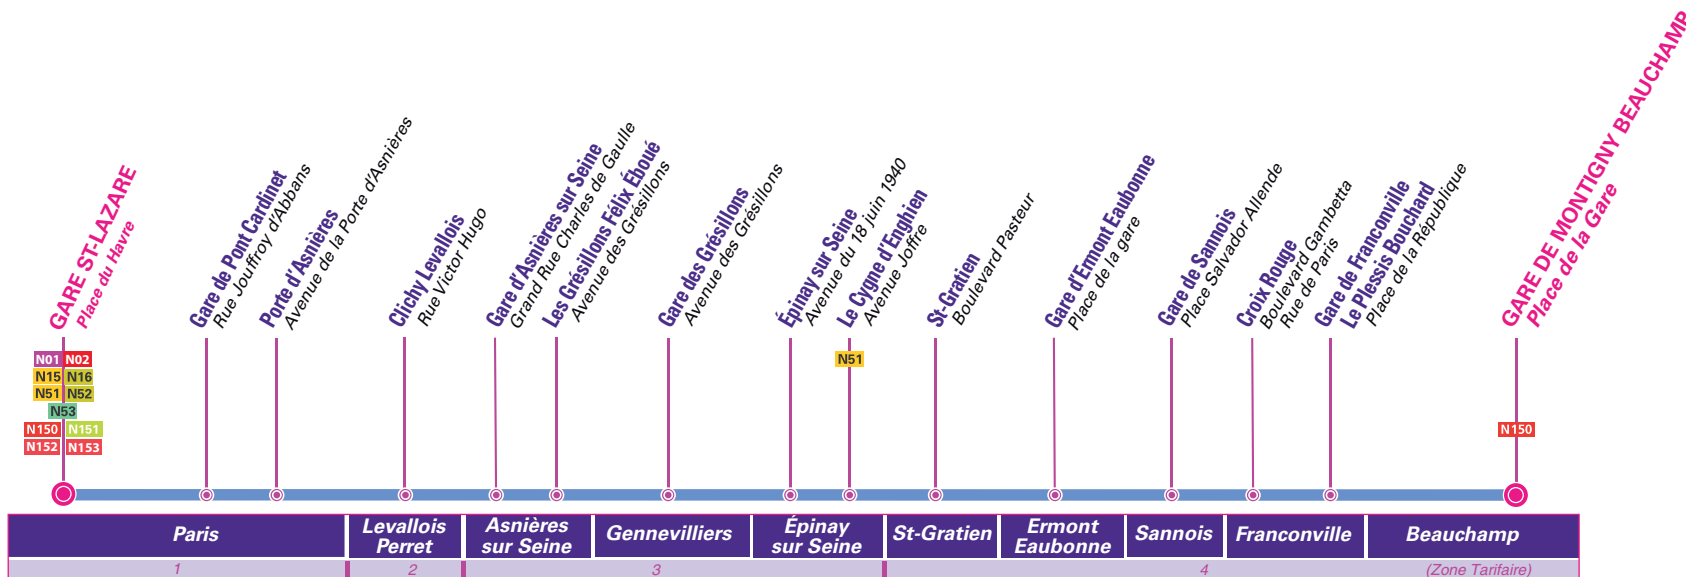 GARE ST-LAZARE
Place du Havre
Gare de Pont Cardinet
Rue Jouffroy d'Abbans
Porte d'Asnières
Avenue de la Porte d'Asnières
Clichy Levallois
Rue Victor Hugo
Gare d'Asnières sur Seine
Grand Rue Charles de Gaulle
Les Grésillons Félix Éboué
Avenue des Grésillons
Gare des Grésillons
Avenue des Grésillons
Épinay sur Seine
Avenue du 18 juin 1940
Le Cygne d'Enghien
Avenue Joffre
St-Gratien
Boulevard Pasteur
Gare d'Ermont Eaubonne
Place de la gare
Gare de Sannois
Place Salvador Allende
Croix Rouge
Boulevard Gambetta
Rue de Paris
Gare de Franconville
Le Plessis Bouchard
Place de la République
GARE DE MONTIGNY BEAUCHAMP
Place de la Gare
N01 N02
N15 N16
N51 N52
N53
N150 N151
N152 N153
N51
N150
Paris
Levallois
Perret
Asnières
sur Seine
Gennevilliers
Épinay
sur Seine
St-Gratien
Ermont
Eaubonne
Sannois
Franconville
Beauchamp
1
2
3
4
(Zone Tarifaire)